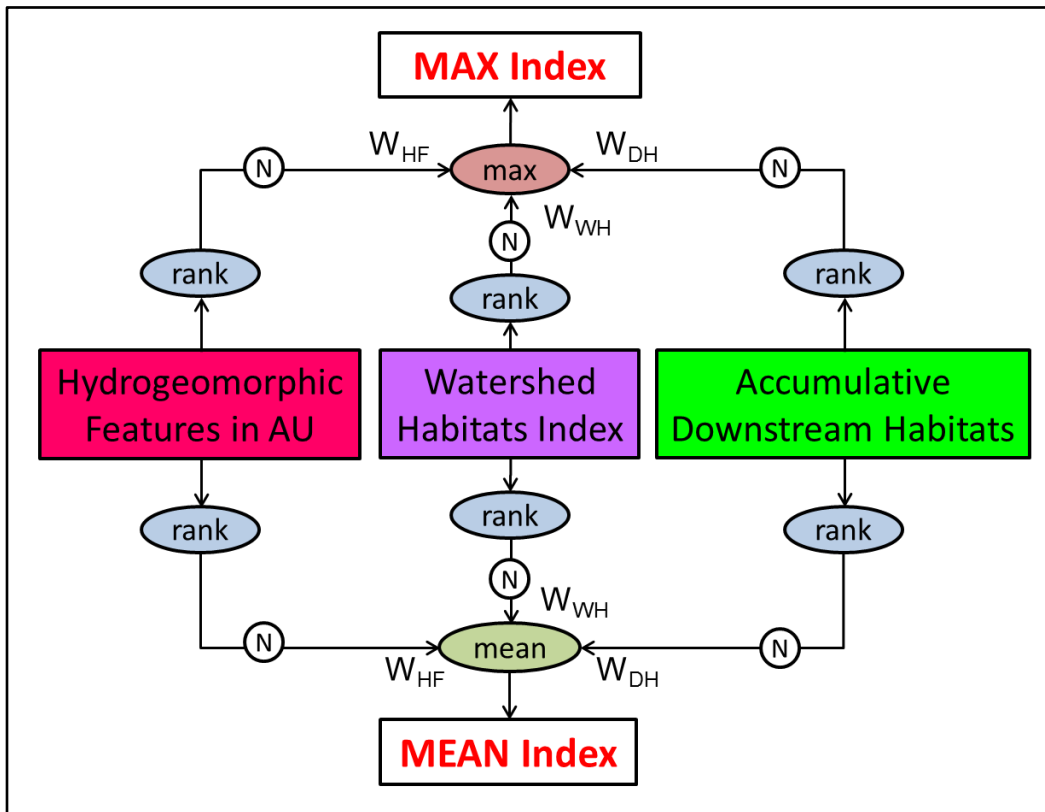 MAX Index
W_HF
W_DH
N
max
N
W_WH
N
rank
rank
rank
Hydrogeomorphic
Features in AU
Watershed
Habitats Index
Accumulative
Downstream Habitats
rank
rank
rank
N
W_WH
N
mean
N
W_HF
W_DH
MEAN Index